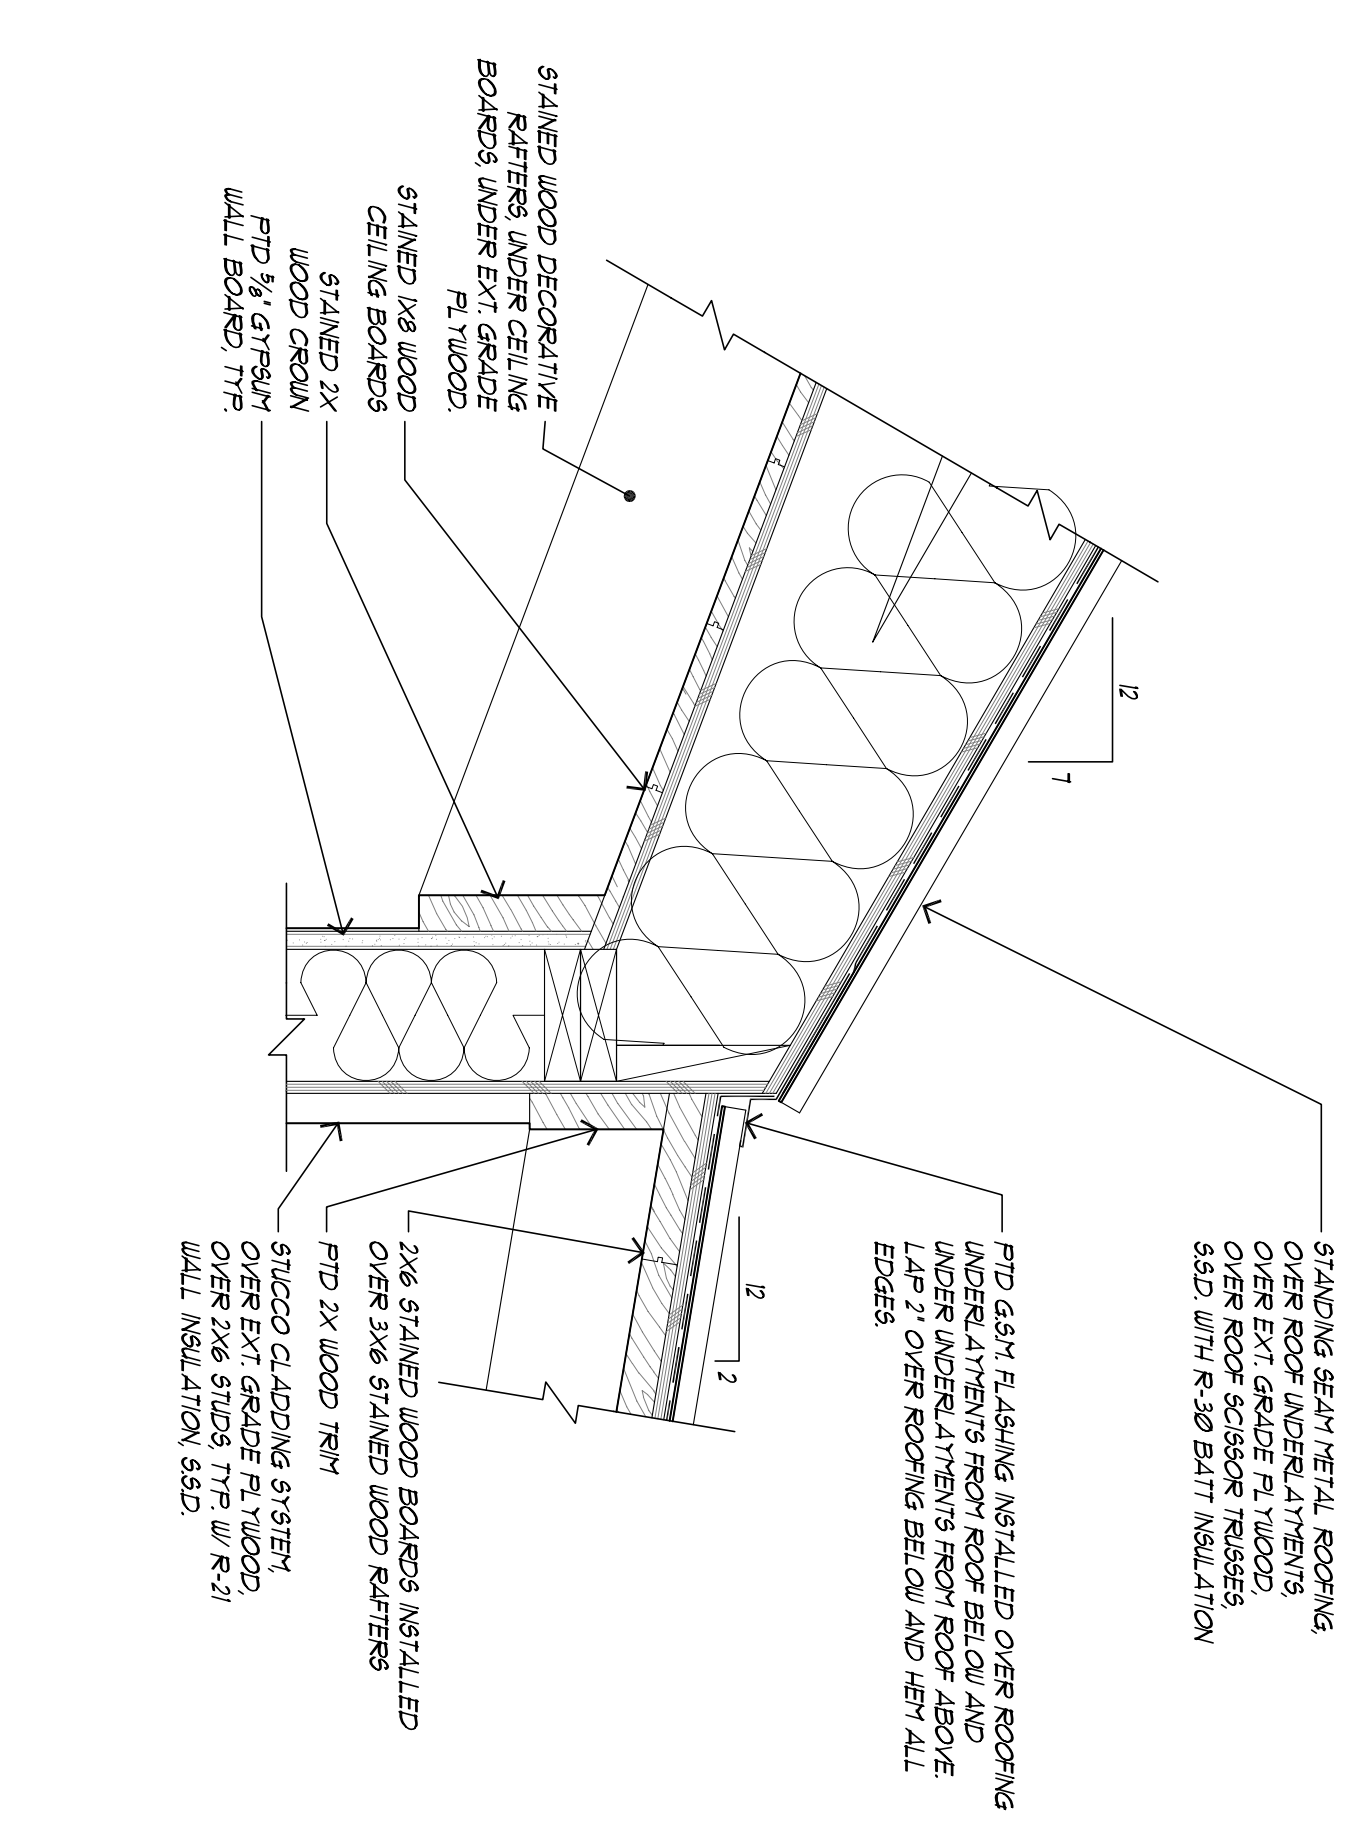 STANDING SEAM METAL ROOFING,
OVER ROOF UNDERLAYMENTS,
OVER EXT. GRADE PLYWOOD,
OVER ROOF SCISSOR TRUSSES,
S.S.D. WITH R-30 BATT INSULATION
12
7
PTD G.S.M. FLASHING INSTALLED OVER ROOFING
UNDERLAYMENTS FROM ROOF BELOW AND
UNDER UNDERLAYMENTS FROM ROOF ABOVE.
LAP 2" OVER ROOFING BELOW AND HEM ALL
EDGES.
12
2
STAINED WOOD DECORATIVE
RAFTERS, UNDER CEILING
BOARDS, UNDER EXT. GRADE
PLYWOOD.
STAINED 1X8 WOOD
CEILING BOARDS
STAINED 2X
WOOD CROWN
PTD 5/8" GYPSUM
WALL BOARD, TYP.
2X6 STAINED WOOD BOARDS INSTALLED
OVER 3X6 STAINED WOOD RAFTERS
PTD 2X WOOD TRIM
STUCCO CLADDING SYSTEM,
OVER EXT. GRADE PLYWOOD,
OVER 2X6 STUDS, TYP. W/ R-21
WALL INSULATION, S.S.D.